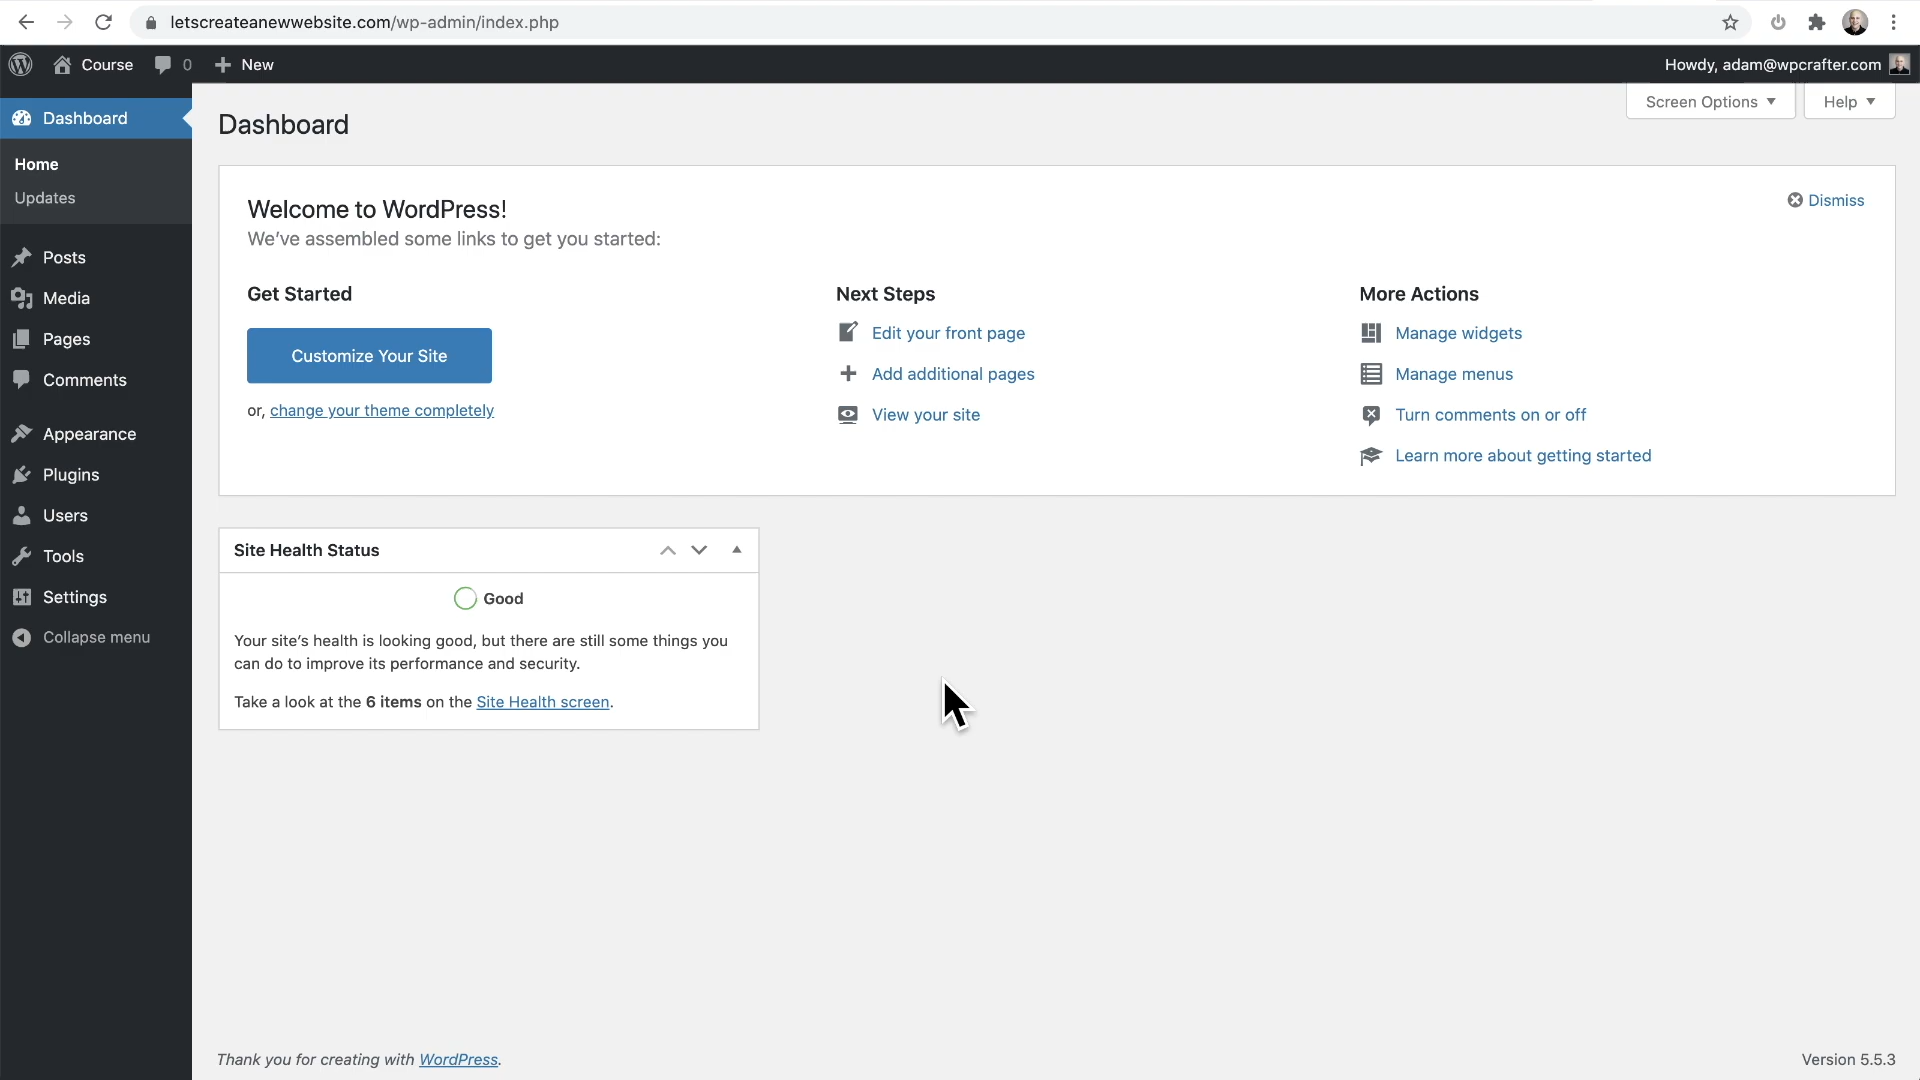 letscreateanewwebsite.com/wp-admin/index.php
Course
0
New
Howdy, adam@wpcrafter.com
Dashboard
Home
Updates
Posts
Media
Pages
Comments
Appearance
Plugins
Users
Tools
Settings
Collapse menu
Screen Options
Help
Dashboard
Welcome to WordPress!
We've assembled some links to get you started:
Dismiss
Get Started
Customize Your Site
or, change your theme completely
Next Steps
Edit your front page
Add additional pages
View your site
More Actions
Manage widgets
Manage menus
Turn comments on or off
Learn more about getting started
Site Health Status
Good
Your site's health is looking good, but there are still some things you
can do to improve its performance and security.
Take a look at the 6 items on the Site Health screen.
Thank you for creating with WordPress.
Version 5.5.3